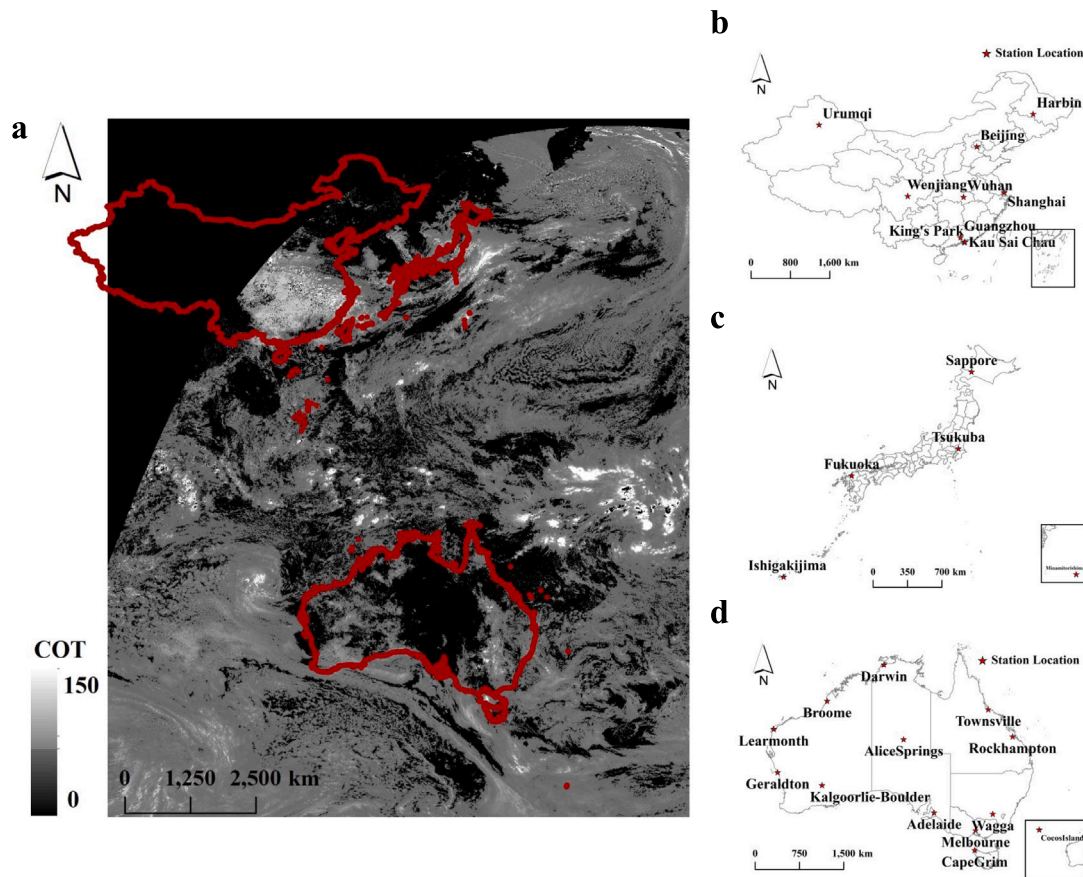 a
N
COT
150
0
0 1,250 2,500 km
b
Station Location
N
Urumqi
Harbin
Beijing
Wenjiang
Wuhan
Shanghai
Guangzhou
King's Park
Kau Sai Chau
0 800 1,600 km
c
N
Sappore
Tsukuba
Fukuoka
Ishigakijima
Minamitorishima
0 350 700 km
d
Station Location
N
Darwin
Broome
Townsville
Learmonth
AliceSprings
Rockhampton
Geraldton
Kalgoorlie-Boulder
Adelaide
Wagga
Melbourne
CapeGrim
CocosIsland
0 750 1,500 km